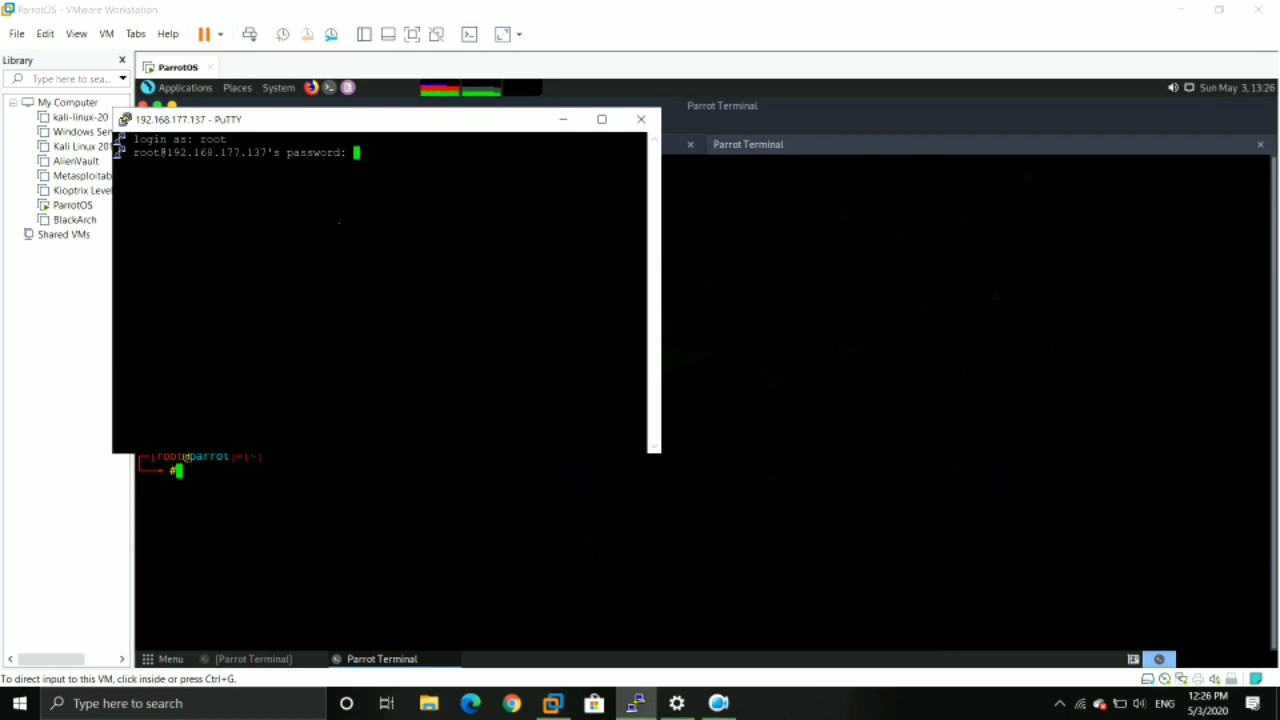 ParrotOS - VMware Workstation
File Edit View VM Tabs Help
Library
Type here to sea...
My Computer
kali-linux-20
Windows Ser
Kali Linux 201
AlienVault
Metasploitab
Kioptrix Level
ParrotOS
BlackArch
Shared VMs
ParrotOS
Applications Places System
Sun May 3, 13:26
Parrot Terminal
Parrot Terminal
192.168.177.137 - PuTTY
login as: root
root@192.168.177.137's password:
[root@parrot]-[~]
#
Menu [Parrot Terminal] Parrot Terminal
To direct input to this VM, click inside or press Ctrl+G.
Type here to search
ENG
12:26 PM
5/3/2020